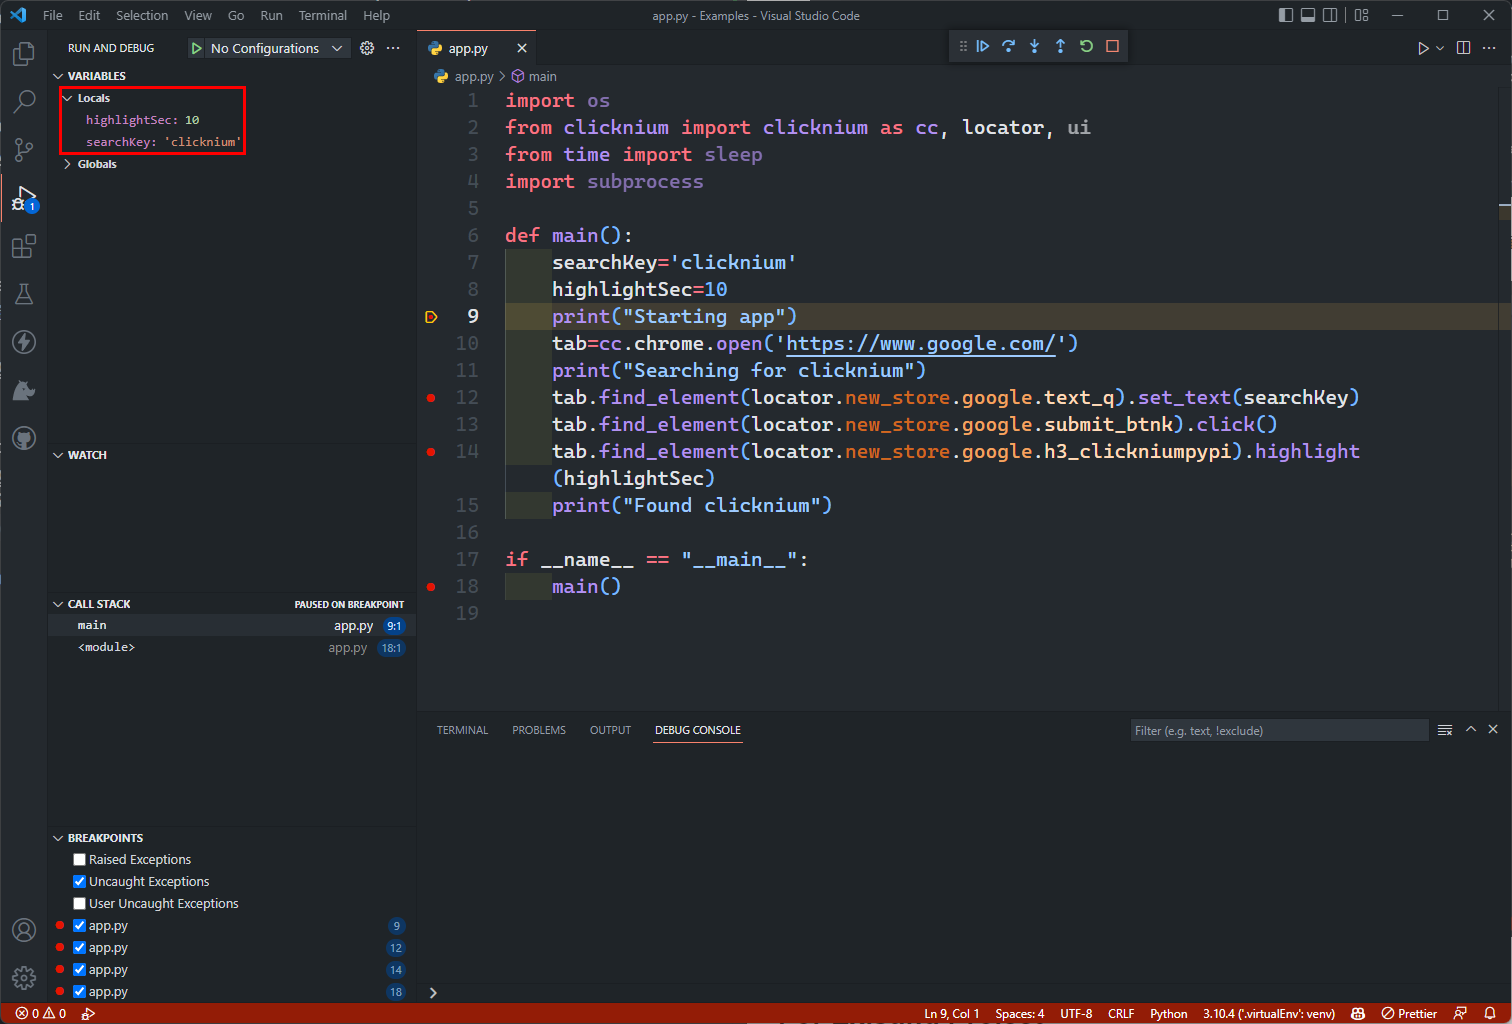 File Edit Selection View Go Run Terminal Help
app.py - Examples - Visual Studio Code
RUN AND DEBUG
No Configurations
VARIABLES
Locals
highlightSec: 10
searchKey: 'clicknium'
Globals
WATCH
CALL STACK PAUSED ON BREAKPOINT
main app.py 9:1
<module> app.py 18:1
BREAKPOINTS
Raised Exceptions
Uncaught Exceptions
User Uncaught Exceptions
app.py 9
app.py 12
app.py 14
app.py 18
1
app.py
app.py > main
1 import os
2 from clicknium import clicknium as cc, locator, ui
3 from time import sleep
4 import subprocess
5
6 def main():
7 searchKey='clicknium'
8 highlightSec=10
9 print("Starting app")
10 tab=cc.chrome.open('https://www.google.com/')
11 print("Searching for clicknium")
12 tab.find_element(locator.new_store.google.text_q).set_text(searchKey)
13 tab.find_element(locator.new_store.google.submit_btnk).click()
14 tab.find_element(locator.new_store.google.h3_clickniumpypi).highlight
(highlightSec)
15 print("Found clicknium")
16
17 if __name__ == "__main__":
18 main()
19
TERMINAL PROBLEMS OUTPUT DEBUG CONSOLE
Filter (e.g. text, !exclude)
0 0
Ln 9, Col 1 Spaces: 4 UTF-8 CRLF Python 3.10.4 ('.virtualEnv': venv) Prettier